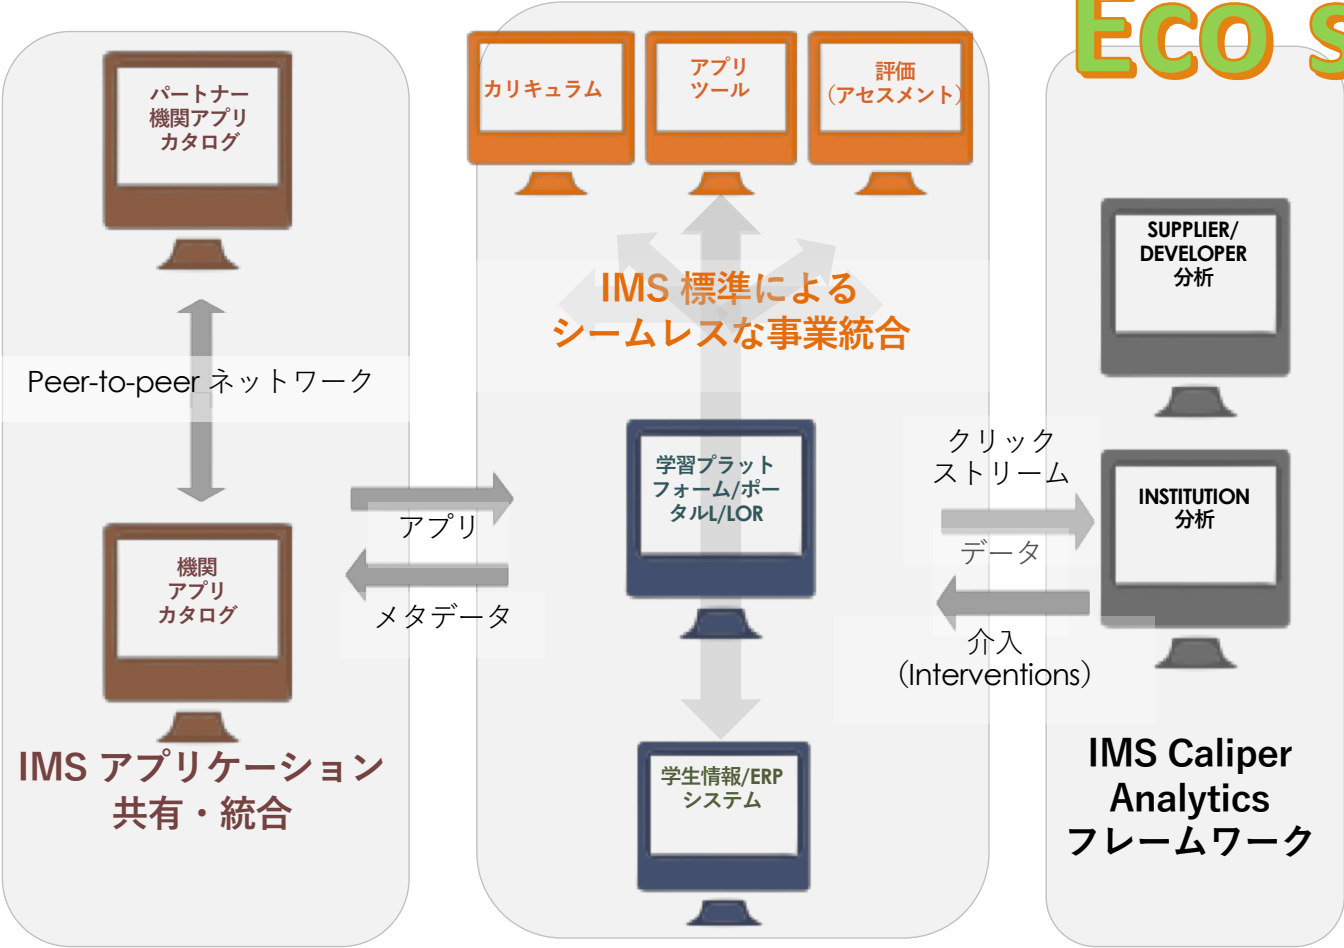 Eco s
パートナー
機関アプリ
カタログ
Peer-to-peer ネットワーク
機関
アプリ
カタログ
IMS アプリケーション
共有・統合
アプリ
メタデータ
カリキュラム
アプリ
ツール
評価
（アセスメント）
IMS 標準による
シームレスな事業統合
学習プラット
フォーム/ポー
タルL/LOR
学生情報/ERP
システム
クリック
ストリーム
データ
介入
（Interventions）
SUPPLIER/
DEVELOPER
分析
INSTITUTION
分析
IMS Caliper
Analytics
フレームワーク